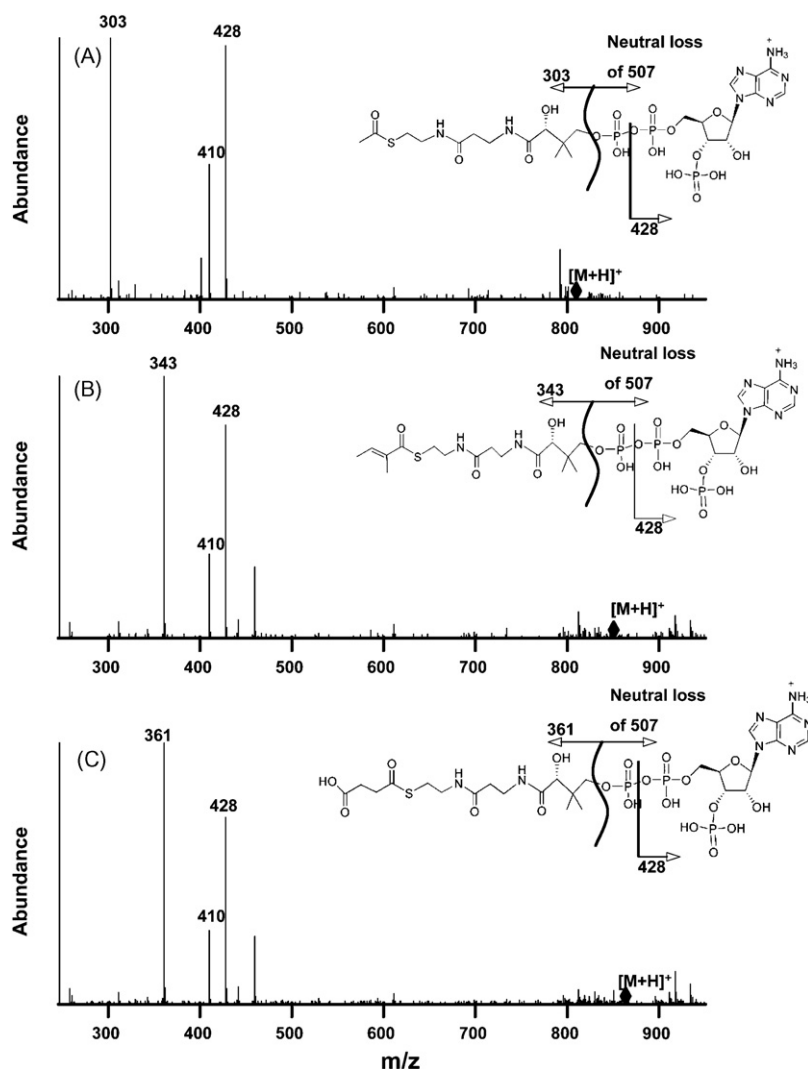 (A)
Neutral loss
303 of 507
303
428
410
428
[M+H]+
Abundance
300 400 500 600 700 800 900
(B)
Neutral loss
343 of 507
343
428
410
428
[M+H]+
Abundance
300 400 500 600 700 800 900
(C)
Neutral loss
361 of 507
361
428
410
428
[M+H]+
Abundance
300 400 500 600 700 800 900
m/z